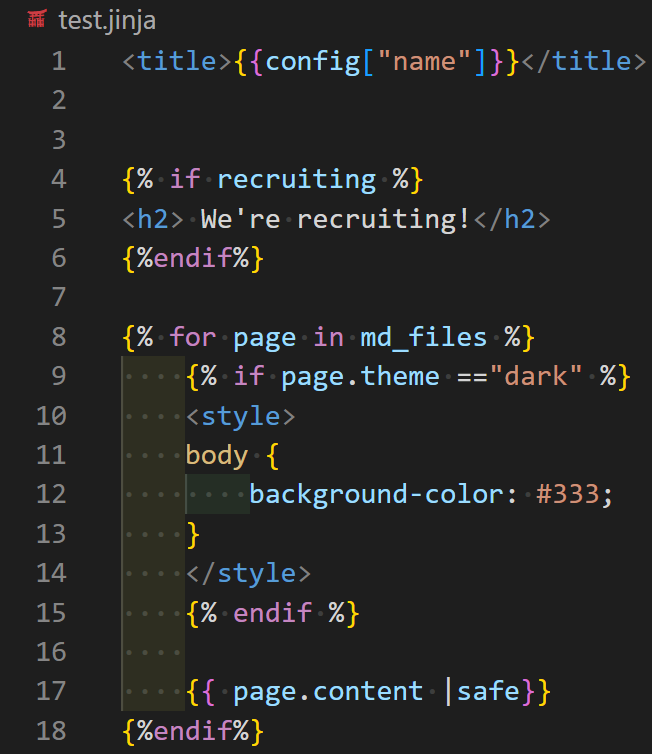 test.jinja
1 <title>{{config["name"]}}</title>
2
3
4 {% if recruiting %}
5 <h2> We're recruiting!</h2>
6 {%endif%}
7
8 {% for page in md_files %}
9     {% if page.theme =="dark" %}
10     <style>
11     body {
12         background-color: #333;
13     }
14     </style>
15     {% endif %}
16
17     {{ page.content |safe}}
18 {%endif%}